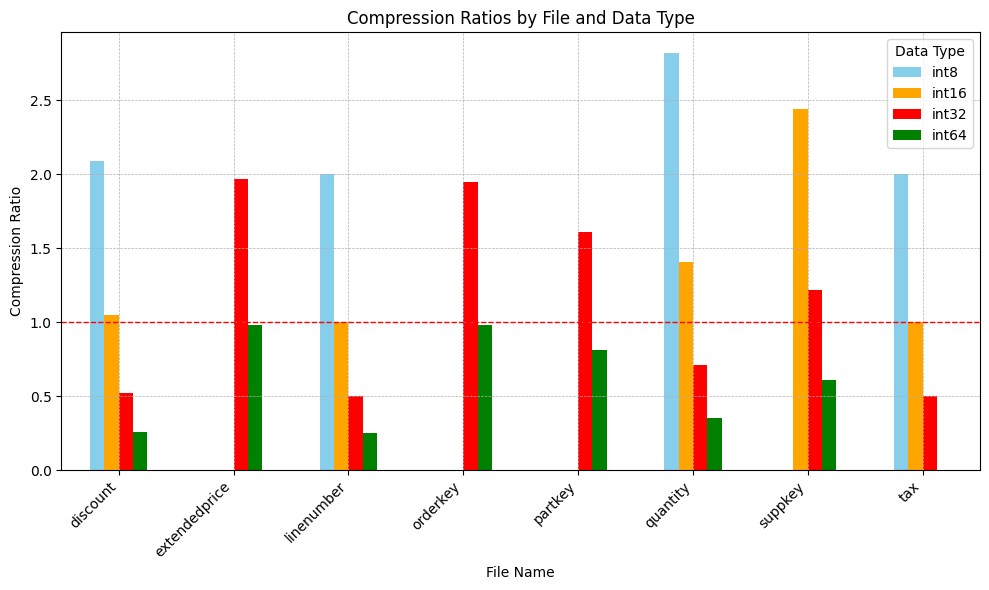 Compression Ratios by File and Data Type
Data Type
int8
int16
int32
int64
Compression Ratio
2.5
2.0
1.5
1.0
0.5
0.0
discount
extendedprice
linenumber
orderkey
partkey
quantity
suppkey
tax
File Name